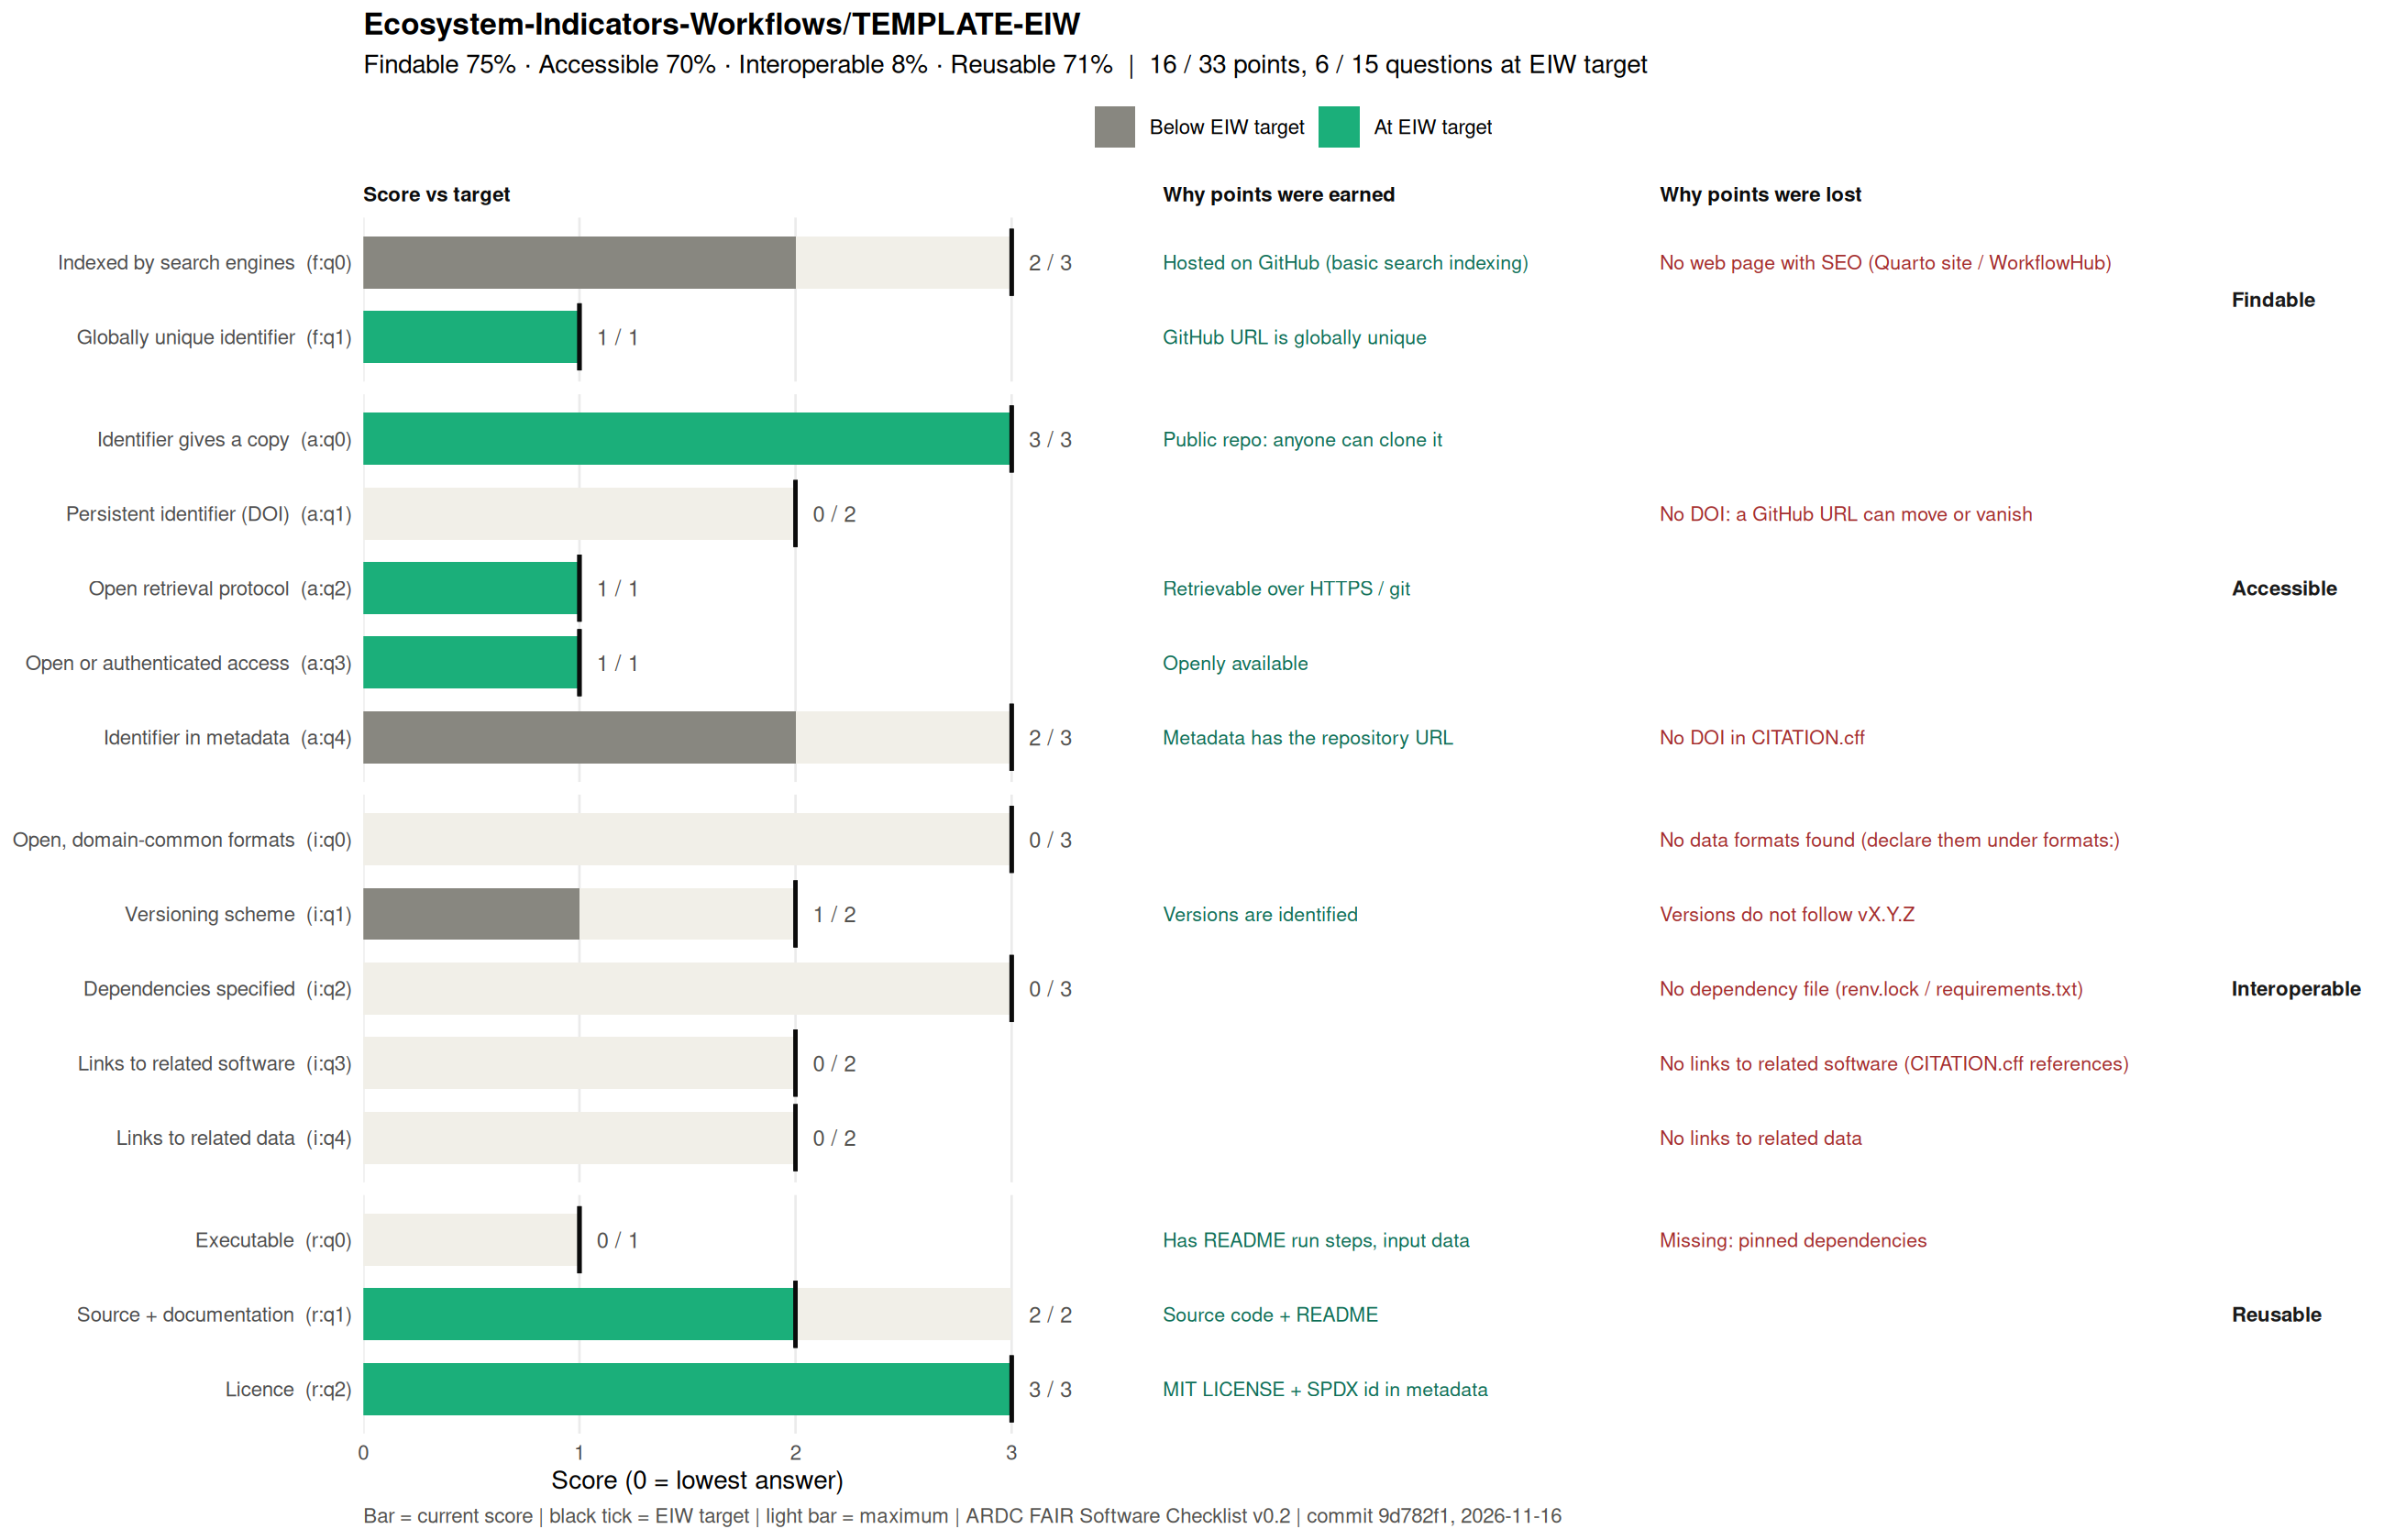 Ecosystem-Indicators-Workflows/TEMPLATE-EIW
Findable 75% · Accessible 70% · Interoperable 8% · Reusable 71% | 16 / 33 points, 6 / 15 questions at EIW target
Below EIW target At EIW target
Score vs target Why points were earned Why points were lost
Indexed by search engines (f:q0) 2 / 3 Hosted on GitHub (basic search indexing) No web page with SEO (Quarto site / WorkflowHub)
Findable
Globally unique identifier (f:q1) 1 / 1 GitHub URL is globally unique
Identifier gives a copy (a:q0) 3 / 3 Public repo: anyone can clone it
Persistent identifier (DOI) (a:q1) 0 / 2 No DOI: a GitHub URL can move or vanish
Open retrieval protocol (a:q2) 1 / 1 Retrievable over HTTPS / git Accessible
Open or authenticated access (a:q3) 1 / 1 Openly available
Identifier in metadata (a:q4) 2 / 3 Metadata has the repository URL No DOI in CITATION.cff
Open, domain-common formats (i:q0) 0 / 3 No data formats found (declare them under formats:)
Versioning scheme (i:q1) 1 / 2 Versions are identified Versions do not follow vX.Y.Z
Dependencies specified (i:q2) 0 / 3 No dependency file (renv.lock / requirements.txt) Interoperable
Links to related software (i:q3) 0 / 2 No links to related software (CITATION.cff references)
Links to related data (i:q4) 0 / 2 No links to related data
Executable (r:q0) 0 / 1 Has README run steps, input data Missing: pinned dependencies
Source + documentation (r:q1) 2 / 2 Source code + README Reusable
Licence (r:q2) 3 / 3 MIT LICENSE + SPDX id in metadata
0 1 2 3
Score (0 = lowest answer)
Bar = current score | black tick = EIW target | light bar = maximum | ARDC FAIR Software Checklist v0.2 | commit 9d782f1, 2026-11-16